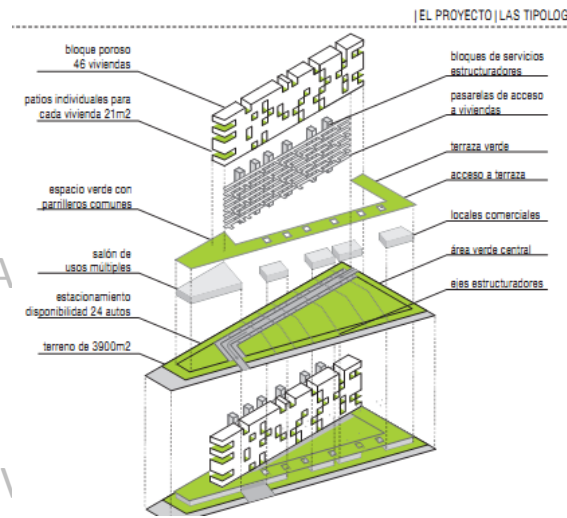 | EL PROYECTO | LAS TIPOLOG
bloque poroso
46 viviendas
patios individuales para
cada vivienda 21m2
espacio verde con
parrilleros comunes
salón de
usos múltiples
estacionamiento
disponibilidad 24 autos
terreno de 3900m2
bloques de servicios
estructuradores
pasarelas de acceso
a viviendas
terraza verde
acceso a terraza
locales comerciales
área verde central
ejes estructuradores